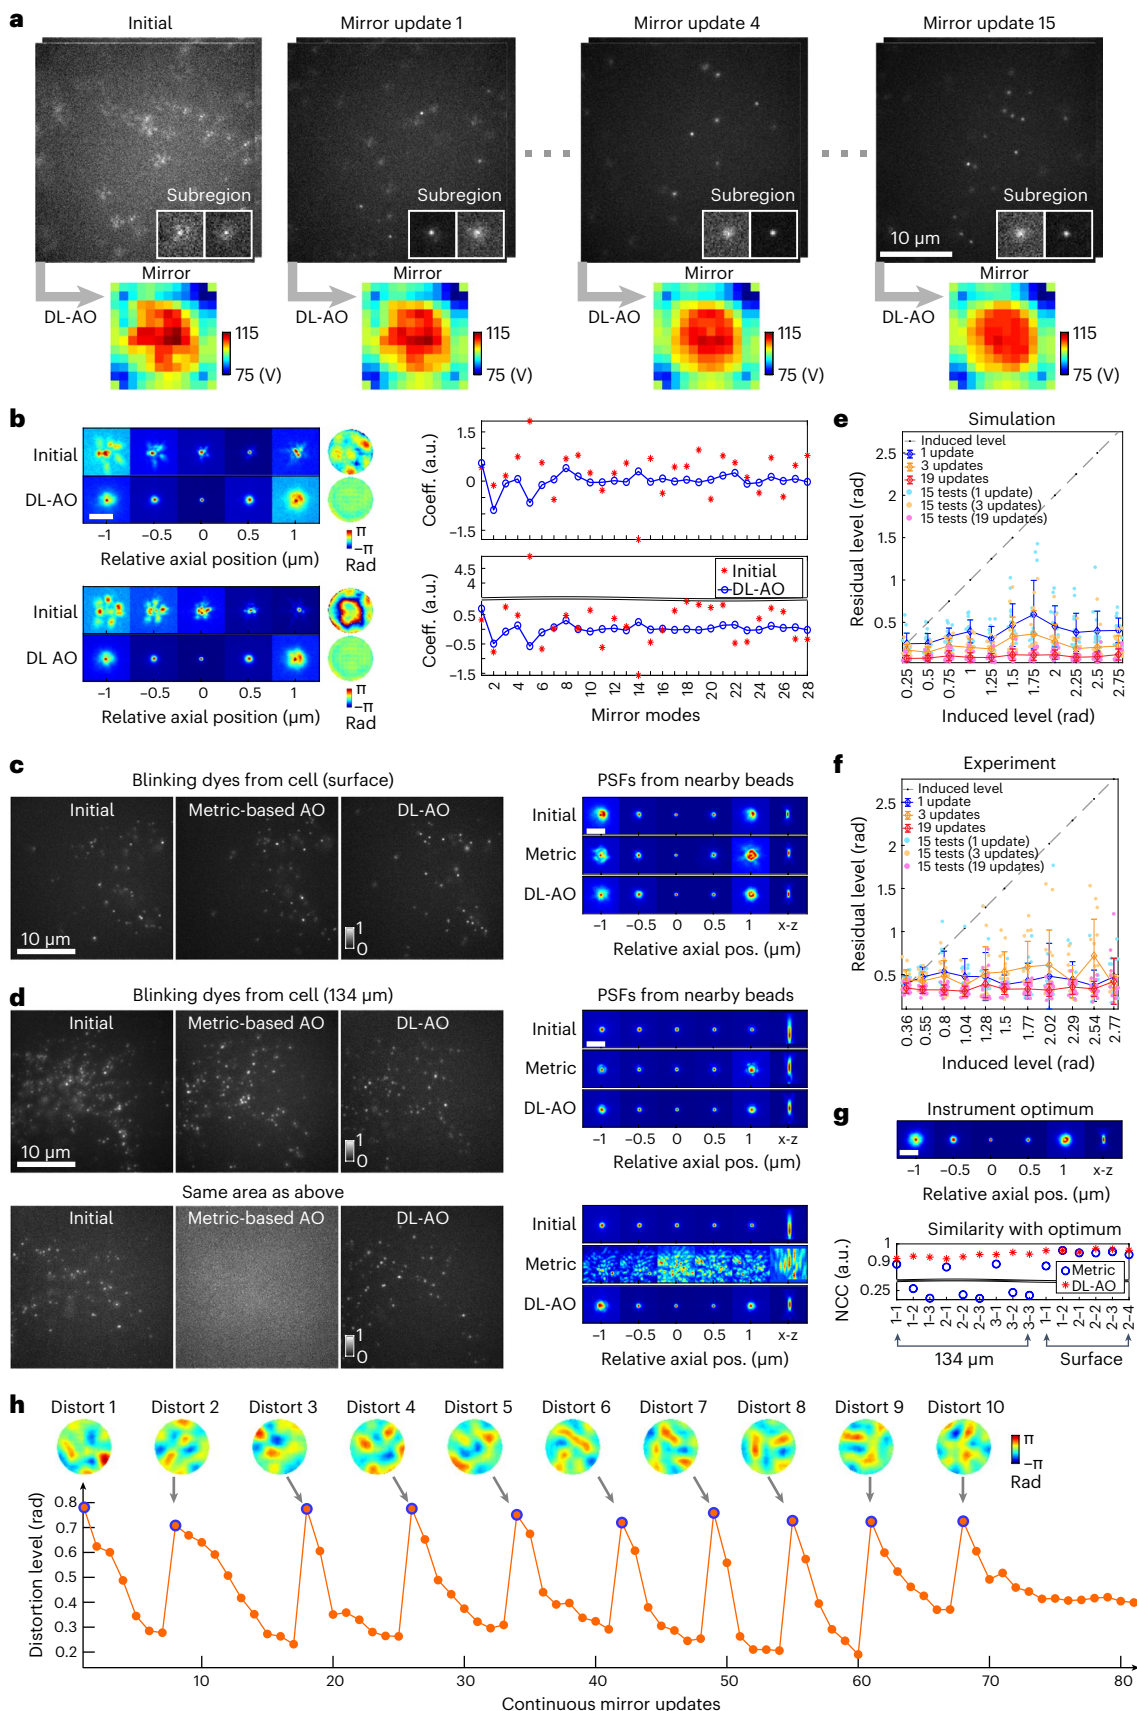 a
Initial
Mirror update 1
Mirror update 4
Mirror update 15
Subregion
Subregion
Subregion
Subregion
10 µm
Mirror
Mirror
Mirror
Mirror
DL-AO
DL-AO
DL-AO
DL-AO
115
75 (V)
115
75 (V)
115
75 (V)
115
75 (V)
b
Initial
DL-AO
−1
−0.5
0
0.5
1
Relative axial position (µm)
π
−π
Rad
Initial
DL AO
−1
−0.5
0
0.5
1
Relative axial position (µm)
π
−π
Rad
Coeff. (a.u.)
1.5
0
−1.5
Coeff. (a.u.)
4.5
4
0.5
−0.5
−1.5
Initial
DL-AO
2
4
6
8
10
12
14
16
18
20
22
24
26
28
Mirror modes
e
Simulation
Residual level (rad)
2.5
2
1.5
1
0.5
Induced level
1 update
3 updates
19 updates
15 tests (1 update)
15 tests (3 updates)
15 tests (19 updates)
0.25
0.5
0.75
1
1.25
1.5
1.75
2
2.25
2.5
2.75
Induced level (rad)
c
Blinking dyes from cell (surface)
Initial
Metric-based AO
DL-AO
10 µm
1
0
PSFs from nearby beads
Initial
Metric
DL-AO
−1
−0.5
0
0.5
1
x-z
Relative axial pos. (µm)
f
Experiment
Residual level (rad)
2.5
2
1.5
1
0.5
Induced level
1 update
3 updates
19 updates
15 tests (1 update)
15 tests (3 updates)
15 tests (19 updates)
0.36
0.55
0.8
1.04
1.28
1.5
1.77
2.02
2.29
2.54
2.77
Induced level (rad)
d
Blinking dyes from cell (134 µm)
Initial
Metric-based AO
DL-AO
10 µm
1
0
PSFs from nearby beads
Initial
Metric
DL-AO
−1
−0.5
0
0.5
1
x-z
Relative axial pos. (µm)
Same area as above
Initial
Metric-based AO
DL-AO
1
0
Initial
Metric
DL-AO
−1
−0.5
0
0.5
1
x-z
Relative axial pos. (µm)
g
Instrument optimum
−1
−0.5
0
0.5
1
x-z
Relative axial pos. (µm)
Similarity with optimum
NCC (a.u.)
1
0.9
0.25
Metric
DL-AO
1–1
1–2
1–3
2–1
2–2
2–3
3–1
3–2
3–3
1–1
1–2
2–1
2–2
2–3
2–4
134 µm
Surface
h
Distort 1
Distort 2
Distort 3
Distort 4
Distort 5
Distort 6
Distort 7
Distort 8
Distort 9
Distort 10
π
−π
Rad
Distortion level (rad)
0.8
0.7
0.6
0.5
0.4
0.3
0.2
10
20
30
40
50
60
70
80
Continuous mirror updates